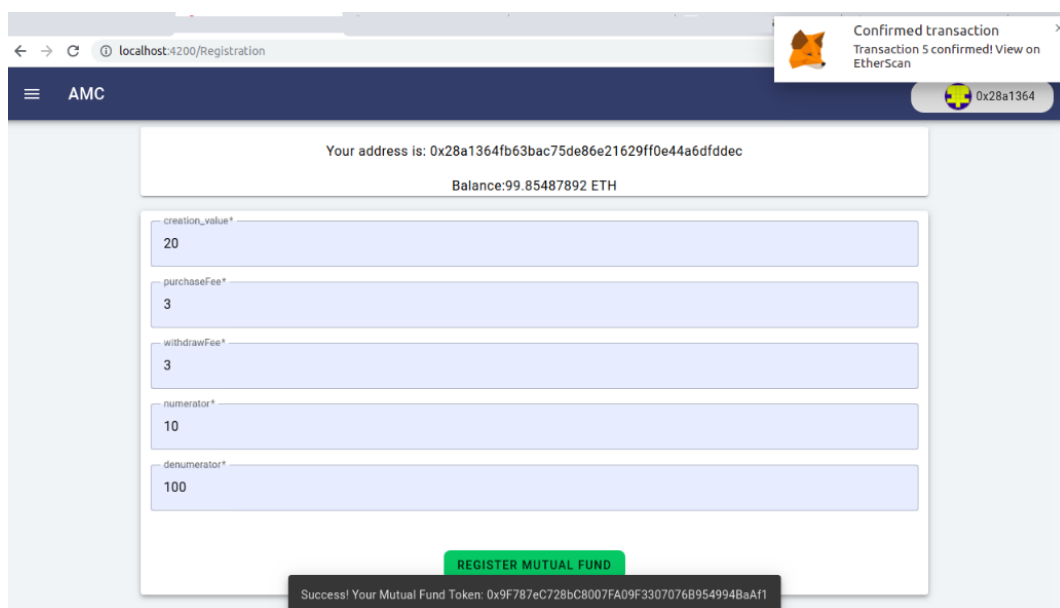 Confirmed transaction
Transaction 5 confirmed! View on
EtherScan
localhost:4200/Registration
AMC
0x28a1364
Your address is: 0x28a1364fb63bac75de86e21629ff0e44a6dfddec
Balance:99.85487892 ETH
creation_value*
20
purchaseFee*
3
withdrawFee*
3
numerator*
10
denumerator*
100
REGISTER MUTUAL FUND
Success! Your Mutual Fund Token: 0x9F787eC728bC8007FA09F3307076B954994BaAf1